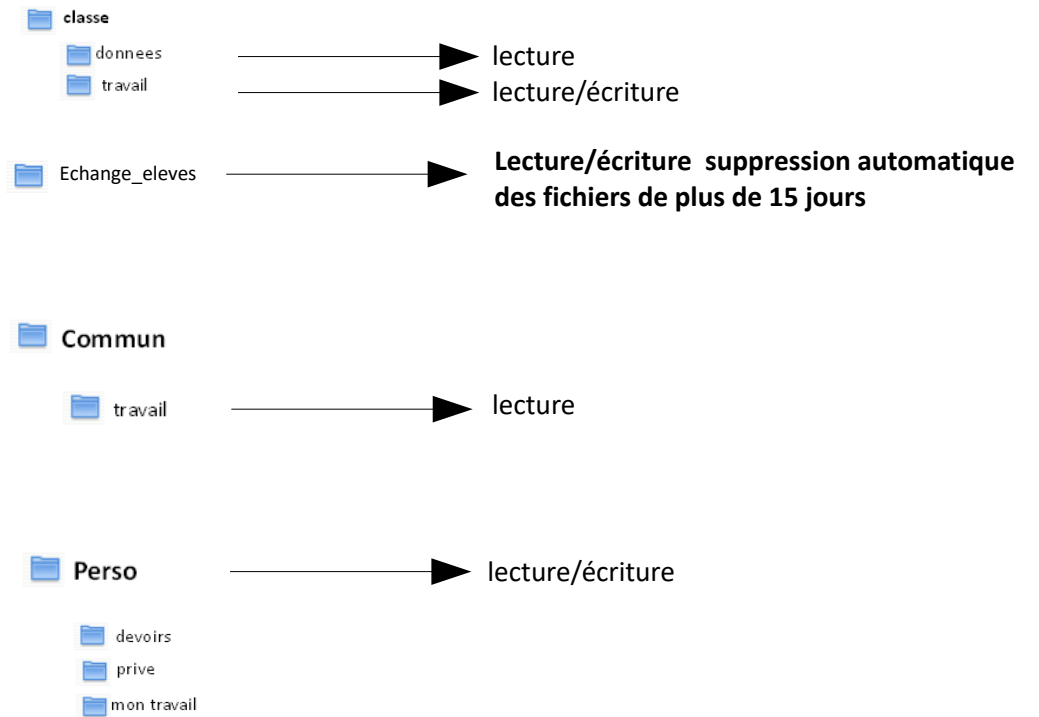 classe
donnees lecture
travail lecture/écriture
Echange_eleves Lecture/écriture suppression automatique
des fichiers de plus de 15 jours
Commun
travail lecture
Perso lecture/écriture
devoirs
prive
mon travail